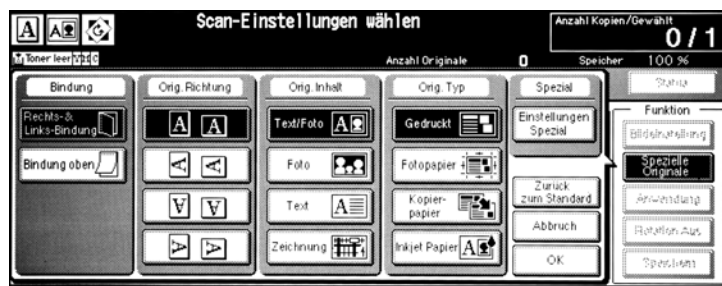 Scan-Einstellungen wählen
Anzahl Kopien/Gewählt
0/1
Toner leer
Anzahl Originale 0 Speicher 100 %
Bindung
Rechts-&
Links-Bindung
Bindung oben
Orig. Richtung
A A
A A
A A
A A
Orig. Inhalt
Text/Foto A
Foto
Text A
Zeichnung
Orig. Typ
Gedruckt
Fotopapier
Kopier-
papier
Inkjet Papier A
Spezial
Einstellungen
Spezial
Zurück
zum Standard
Abbruch
OK
Status
Funktion
Bildeinstellung
Spezielle
Originale
Anwendung
Rotation Aus
Speichern